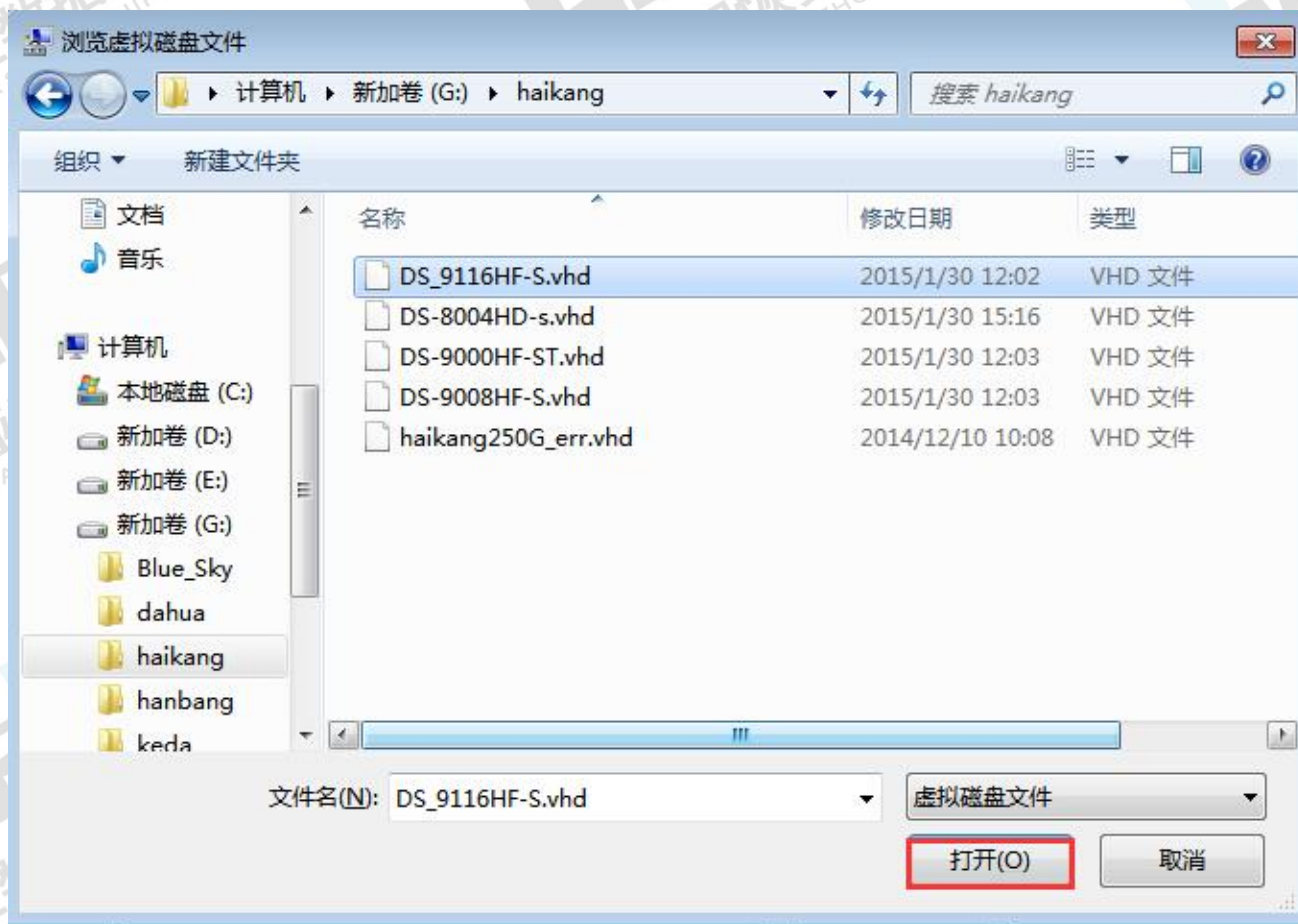 浏览虚拟磁盘文件
计算机 新加卷 (G:) haikang
搜索 haikang
组织 新建文件夹
名称 修改日期 类型
文档
音乐
计算机
本地磁盘 (C:)
新加卷 (D:)
新加卷 (E:)
新加卷 (G:)
Blue_Sky
dahua
haikang
hanbang
keda
DS_9116HF-S.vhd 2015/1/30 12:02 VHD 文件
DS-8004HD-s.vhd 2015/1/30 15:16 VHD 文件
DS-9000HF-ST.vhd 2015/1/30 12:03 VHD 文件
DS-9008HF-S.vhd 2015/1/30 12:03 VHD 文件
haikang250G_err.vhd 2014/12/10 10:08 VHD 文件
文件名(N): DS_9116HF-S.vhd 虚拟磁盘文件
打开(O) 取消